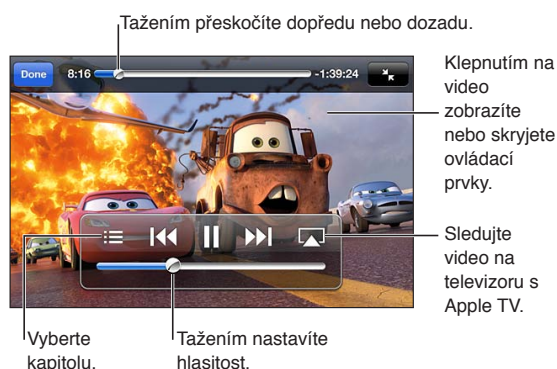 Tažením přeskočíte dopředu nebo dozadu.
Done 8:16 -1:39:24
Klepnutím na
video
zobrazíte
nebo skryjete
ovládací
prvky.
Sledujte
video na
televizoru s
Apple TV.
Vyberte
kapitolu.
Tažením nastavíte
hlasitost.